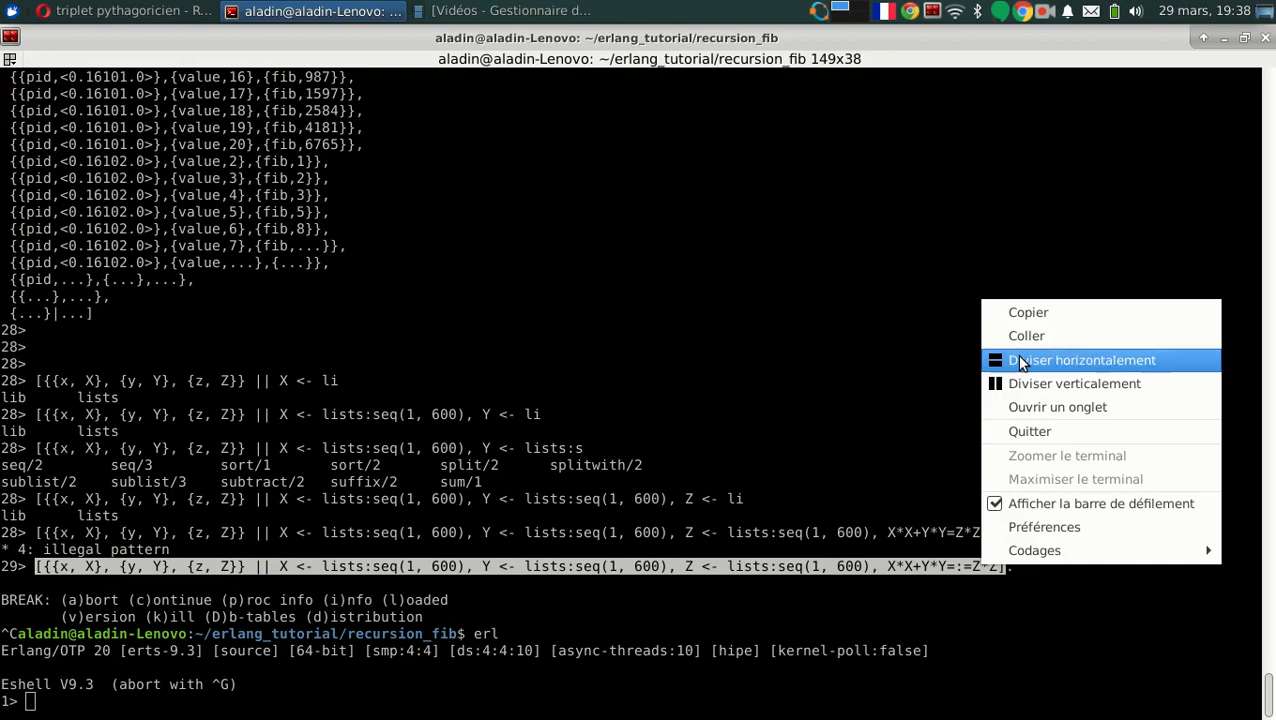 triplet pythagoricien - R...
aladin@aladin-Lenovo: ...
[Vidéos - Gestionnaire d...
29 mars, 19:38
aladin@aladin-Lenovo: ~/erlang_tutorial/recursion_fib
aladin@aladin-Lenovo: ~/erlang_tutorial/recursion_fib 149x38
{{pid,<0.16101.0>},{value,16},{fib,987}},
{{pid,<0.16101.0>},{value,17},{fib,1597}},
{{pid,<0.16101.0>},{value,18},{fib,2584}},
{{pid,<0.16101.0>},{value,19},{fib,4181}},
{{pid,<0.16101.0>},{value,20},{fib,6765}},
{{pid,<0.16102.0>},{value,2},{fib,1}},
{{pid,<0.16102.0>},{value,3},{fib,2}},
{{pid,<0.16102.0>},{value,4},{fib,3}},
{{pid,<0.16102.0>},{value,5},{fib,5}},
{{pid,<0.16102.0>},{value,6},{fib,8}},
{{pid,<0.16102.0>},{value,7},{fib,...}},
{{pid,<0.16102.0>},{value,...},{...}},
{{pid,...},{...},...},
{{...},...},
{...}|...]
28>
28>
28>
28> [{{x, X}, {y, Y}, {z, Z}} || X <- li
lib lists
28> [{{x, X}, {y, Y}, {z, Z}} || X <- lists:seq(1, 600), Y <- li
lib lists
28> [{{x, X}, {y, Y}, {z, Z}} || X <- lists:seq(1, 600), Y <- lists:s
seq/2 seq/3 sort/1 sort/2 split/2 splitwith/2
sublist/2 sublist/3 subtract/2 suffix/2 sum/1
28> [{{x, X}, {y, Y}, {z, Z}} || X <- lists:seq(1, 600), Y <- lists:seq(1, 600), Z <- li
lib lists
28> [{{x, X}, {y, Y}, {z, Z}} || X <- lists:seq(1, 600), Y <- lists:seq(1, 600), Z <- lists:seq(1, 600), X*X+Y*Y=Z*Z
* 4: illegal pattern
29> [{{x, X}, {y, Y}, {z, Z}} || X <- lists:seq(1, 600), Y <- lists:seq(1, 600), Z <- lists:seq(1, 600), X*X+Y*Y=:=Z*Z].
BREAK: (a)bort (c)ontinue (p)roc info (i)nfo (l)oaded
(v)ersion (k)ill (D)b-tables (d)istribution
^Caladin@aladin-Lenovo:~/erlang_tutorial/recursion_fib$ erl
Erlang/OTP 20 [erts-9.3] [source] [64-bit] [smp:4:4] [ds:4:4:10] [async-threads:10] [hipe] [kernel-poll:false]
Eshell V9.3 (abort with ^G)
1>
Copier
Coller
Diviser horizontalement
Diviser verticalement
Ouvrir un onglet
Quitter
Zoomer le terminal
Maximiser le terminal
Afficher la barre de défilement
Préférences
Codages